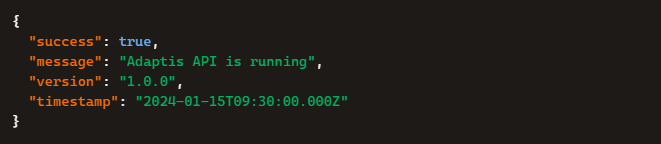 {
  "success": true,
  "message": "Adaptis API is running",
  "version": "1.0.0",
  "timestamp": "2024-01-15T09:30:00.000Z"
}